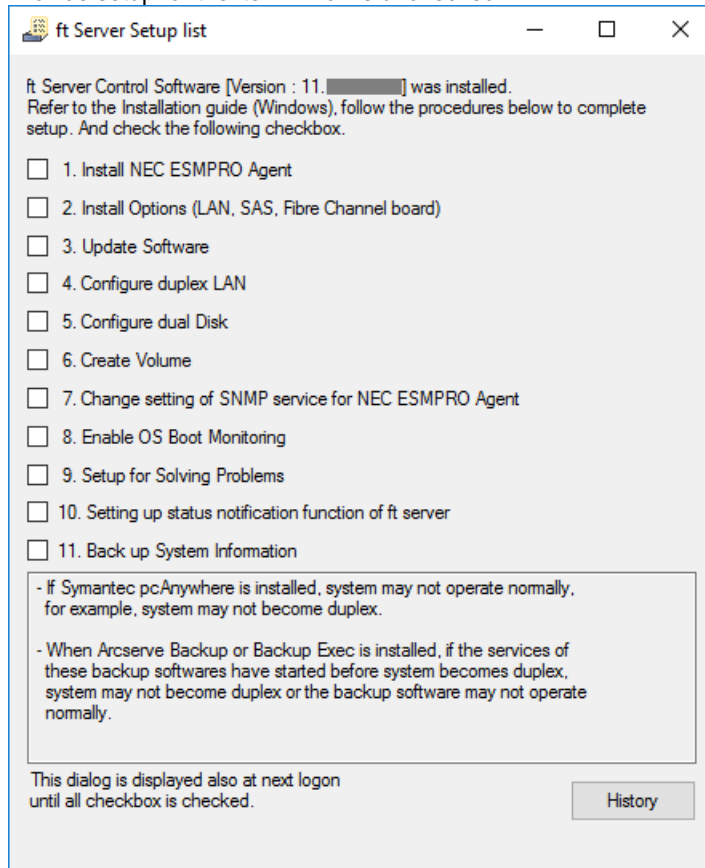 ft Server Setup list
ft Server Control Software [Version : 11. ] was installed.
Refer to the Installation guide (Windows), follow the procedures below to complete
setup. And check the following checkbox.
1. Install NEC ESMPRO Agent
2. Install Options (LAN, SAS, Fibre Channel board)
3. Update Software
4. Configure duplex LAN
5. Configure dual Disk
6. Create Volume
7. Change setting of SNMP service for NEC ESMPRO Agent
8. Enable OS Boot Monitoring
9. Setup for Solving Problems
10. Setting up status notification function of ft server
11. Back up System Information
- If Symantec pcAnywhere is installed, system may not operate normally,
for example, system may not become duplex.
- When Arcserve Backup or Backup Exec is installed, if the services of
these backup softwares have started before system becomes duplex,
system may not become duplex or the backup software may not operate
normally.
This dialog is displayed also at next logon
until all checkbox is checked.
History